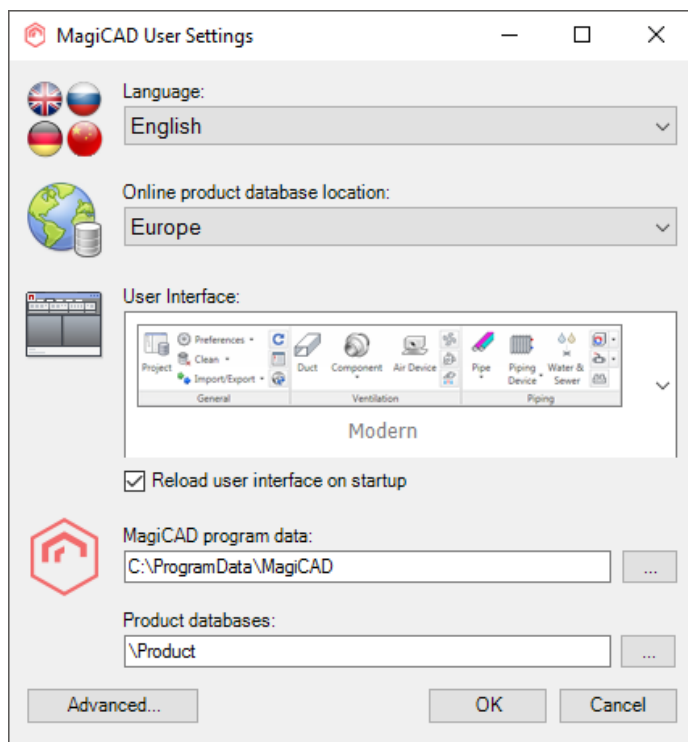 MagiCAD User Settings
Language:
English
Online product database location:
Europe
User Interface:
Project
Preferences
Clean
Import/Export
General
Duct
Component
Air Device
Ventilation
Pipe
Piping Device
Water & Sewer
Piping
Modern
Reload user interface on startup
MagiCAD program data:
C:\ProgramData\MagiCAD
...
Product databases:
\Product
...
Advanced...
OK
Cancel